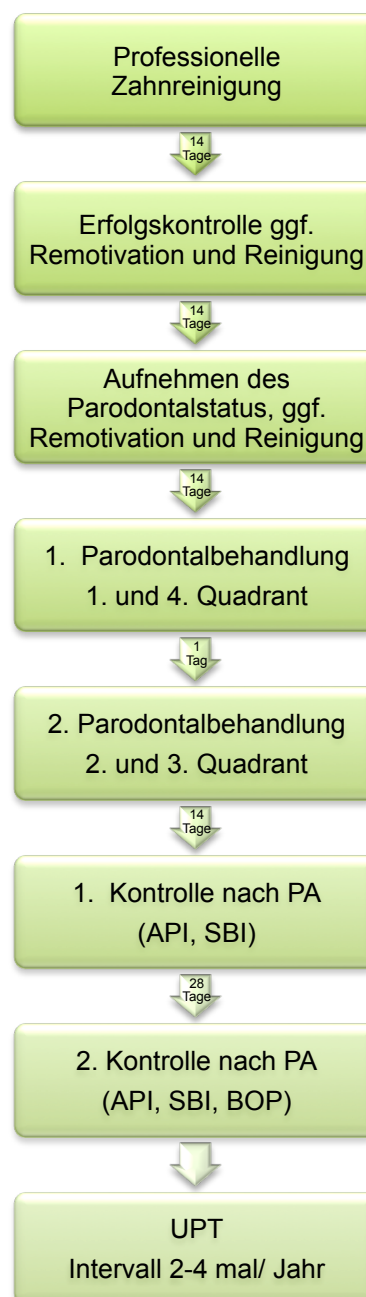 Professionelle
Zahnreinigung
14
Tage
Erfolgskontrolle ggf.
Remotivation und Reinigung
14
Tage
Aufnehmen des
Parodontalstatus, ggf.
Remotivation und Reinigung
14
Tage
1. Parodontalbehandlung
1. und 4. Quadrant
1
Tag
2. Parodontalbehandlung
2. und 3. Quadrant
14
Tage
1. Kontrolle nach PA
(API, SBI)
28
Tage
2. Kontrolle nach PA
(API, SBI, BOP)
UPT
Intervall 2-4 mal/ Jahr